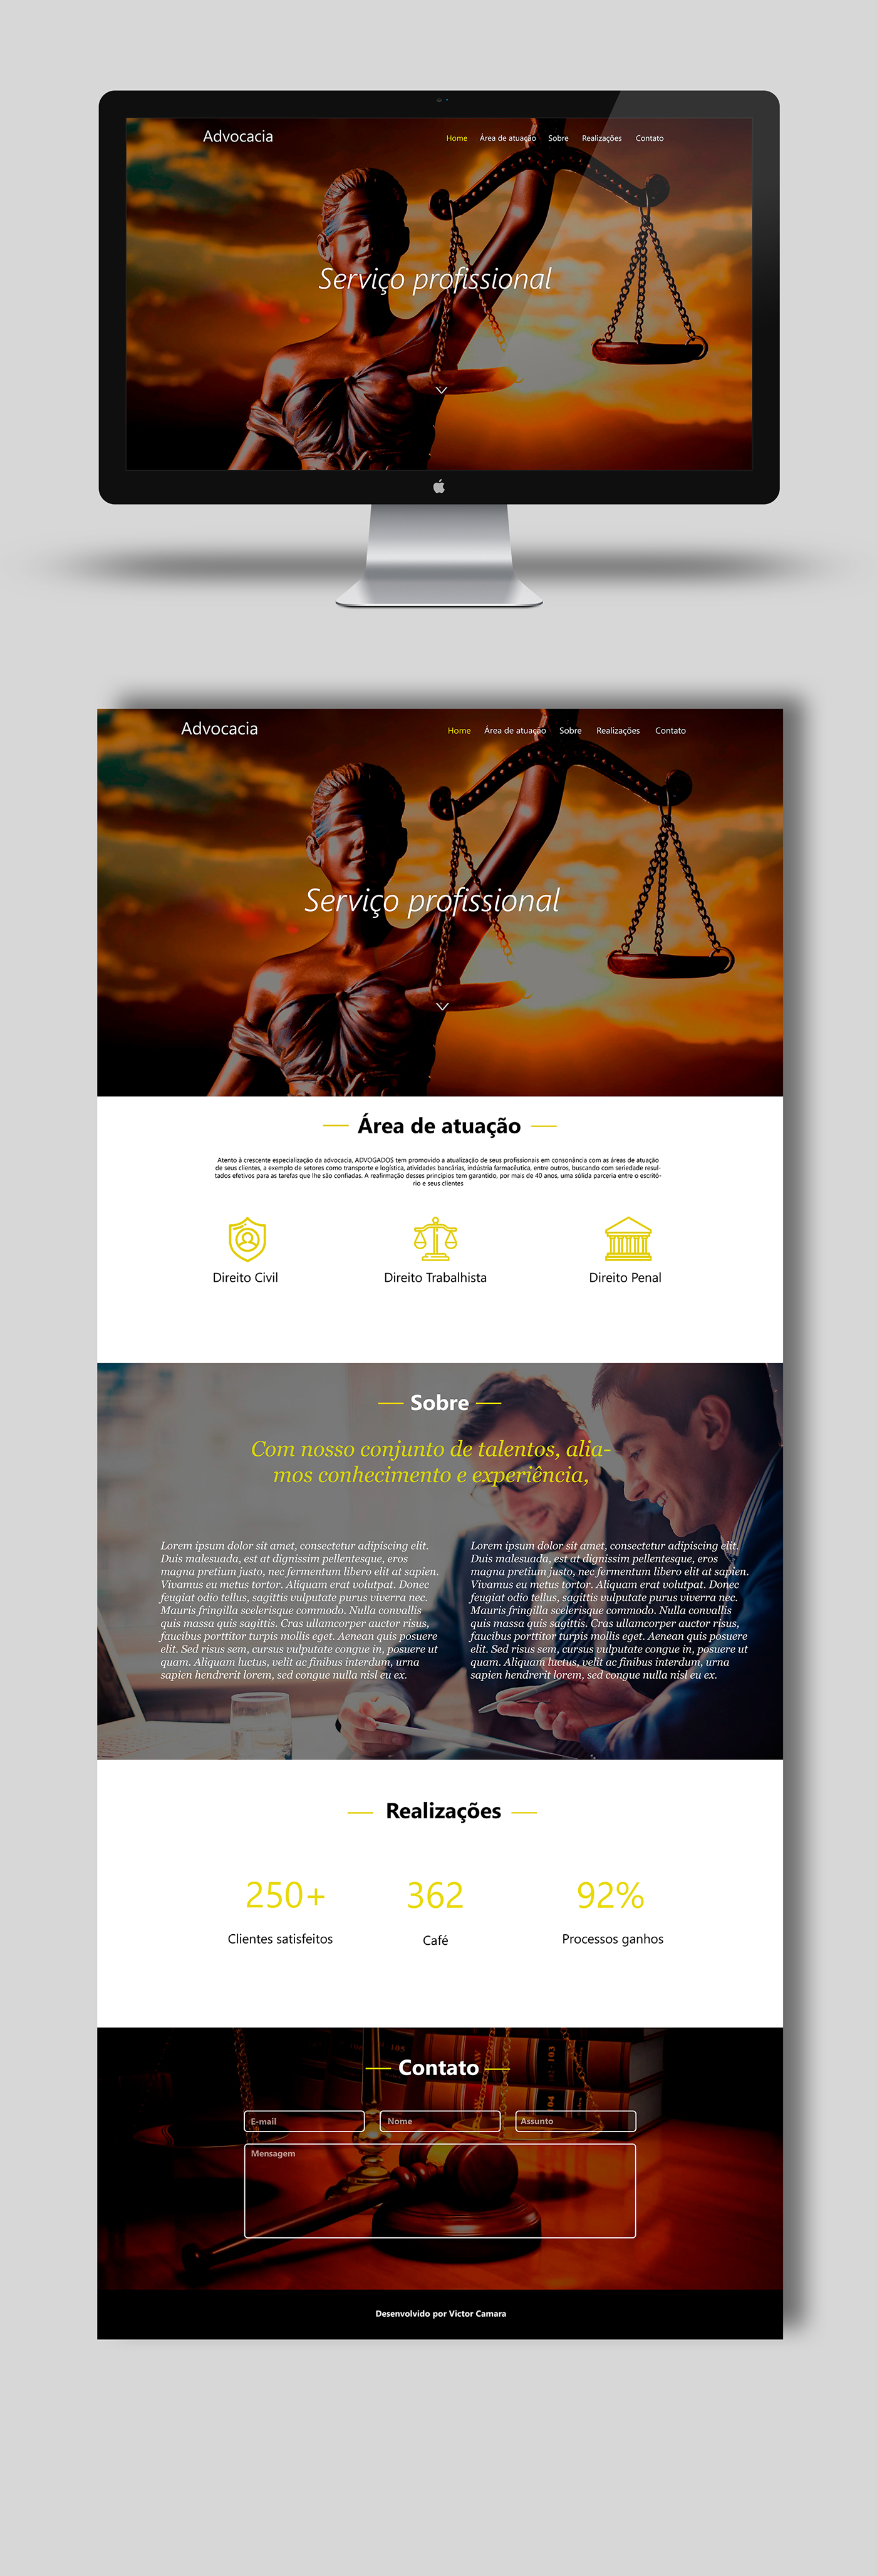 Advocacia
Home Área de atuação Sobre Realizações Contato
Serviço profissional
Advocacia
Home Área de atuação Sobre Realizações Contato
Serviço profissional
Área de atuação
Atento à crescente especialização da advocacia, ADVOGADOS tem promovido a atualização de seus profissionais em consonância com as áreas de atuação
de seus clientes, a exemplo de setores como transporte e logística, atividades bancárias, indústria farmacêutica, entre outros, buscando com seriedade resul-
tados efetivos para as tarefas que lhe são confiadas. A reafirmação desses princípios tem garantido, por mais de 40 anos, uma sólida parceria entre o escritó-
rio e seus clientes
Direito Civil Direito Trabalhista Direito Penal
Sobre
Com nosso conjunto de talentos, alia-
mos conhecimento e experiência,
Lorem ipsum dolor sit amet, consectetur adipiscing elit.
Duis malesuada, est at dignissim pellentesque, eros
magna pretium justo, nec fermentum libero elit at sapien.
Vivamus eu metus tortor. Aliquam erat volutpat. Donec
feugiat odio tellus, sagittis vulputate purus viverra nec.
Mauris fringilla scelerisque commodo. Nulla convallis
quis massa quis sagittis. Cras ullamcorper auctor risus,
faucibus porttitor turpis mollis eget. Aenean quis posuere
elit. Sed risus sem, cursus vulputate congue in, posuere ut
quam. Aliquam luctus, velit ac finibus interdum, urna
sapien hendrerit lorem, sed congue nulla nisl eu ex.
Lorem ipsum dolor sit amet, consectetur adipiscing elit.
Duis malesuada, est at dignissim pellentesque, eros
magna pretium justo, nec fermentum libero elit at sapien.
Vivamus eu metus tortor. Aliquam erat volutpat. Donec
feugiat odio tellus, sagittis vulputate purus viverra nec.
Mauris fringilla scelerisque commodo. Nulla convallis
quis massa quis sagittis. Cras ullamcorper auctor risus,
faucibus porttitor turpis mollis eget. Aenean quis posuere
elit. Sed risus sem, cursus vulputate congue in, posuere ut
quam. Aliquam luctus, velit ac finibus interdum, urna
sapien hendrerit lorem, sed congue nulla nisl eu ex.
Realizações
250+ 362 92%
Clientes satisfeitos Café Processos ganhos
Contato
E-mail Nome Assunto
Mensagem
Desenvolvido por Victor Camara